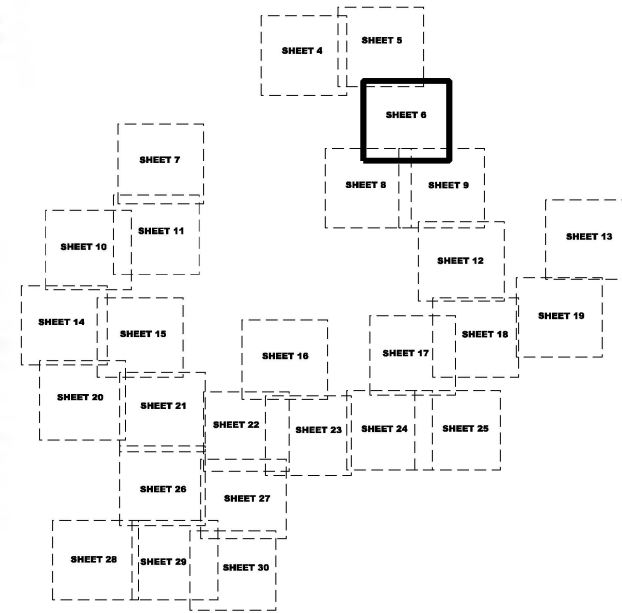 SHEET 4
SHEET 5
SHEET 6
SHEET 7
SHEET 8
SHEET 9
SHEET 10
SHEET 11
SHEET 12
SHEET 13
SHEET 14
SHEET 15
SHEET 16
SHEET 17
SHEET 18
SHEET 19
SHEET 20
SHEET 21
SHEET 22
SHEET 23
SHEET 24
SHEET 25
SHEET 26
SHEET 27
SHEET 28
SHEET 29
SHEET 30